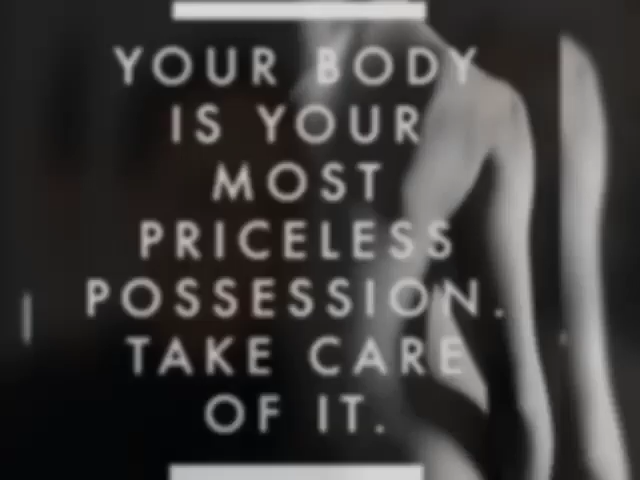 YOUR BODY
IS YOUR
MOST
PRICELESS
POSSESSION.
TAKE CARE
OF IT.